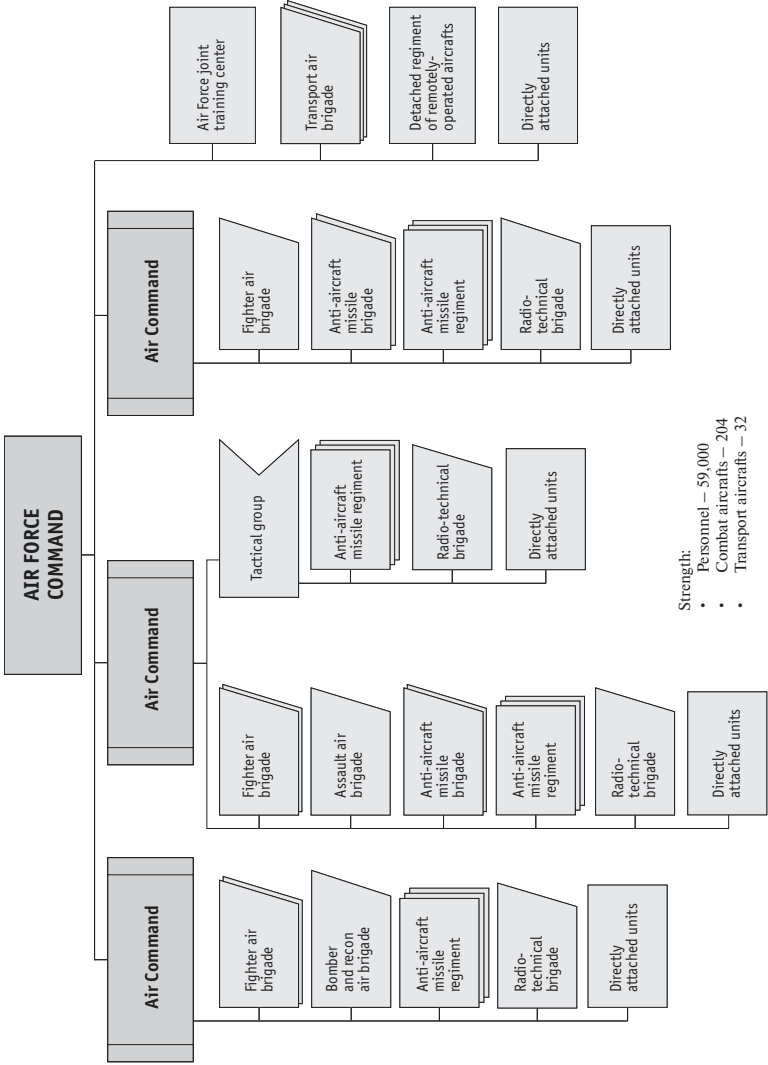 AIR FORCE
COMMAND
Air Command
Fighter air
brigade
Bomber
and recon
air brigade
Anti-aircraft
missile
regiment
Radio-
technical
brigade
Directly
attached units
Air Command
Fighter air
brigade
Assault air
brigade
Anti-aircraft
missile
brigade
Anti-aircraft
missile
regiment
Radio-
technical
brigade
Directly
attached units
Tactical group
Anti-aircraft
missile regiment
Radio-technical
brigade
Directly
attached units
Air Command
Fighter air
brigade
Anti-aircraft
missile
brigade
Anti-aircraft
missile
regiment
Radio-
technical
brigade
Directly
attached units
Air Force joint
training center
Transport air
brigade
Detached regiment
of remotely-
operated aircrafts
Directly
attached units
Strength:
• Personnel – 59,000
• Combat aircrafts – 204
• Transport aircrafts – 32